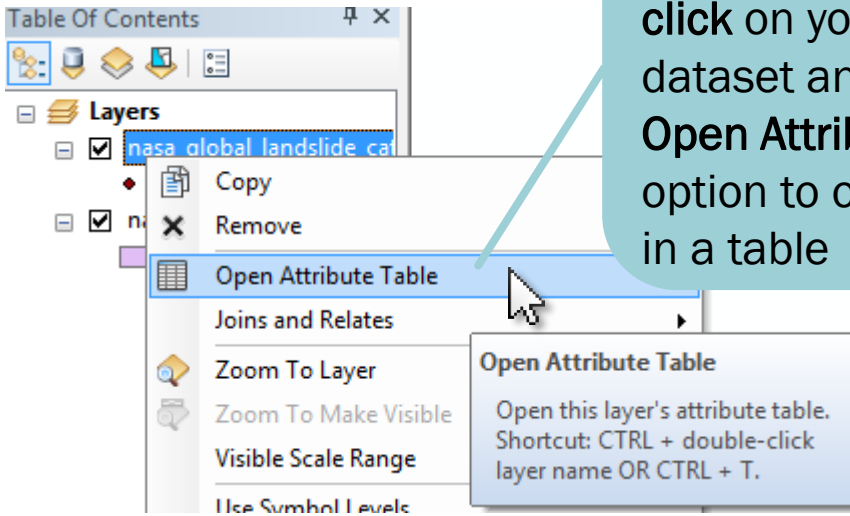 Table Of Contents
Layers
nasa_global_landslide_cat
Copy
Remove
Open Attribute Table
Joins and Relates
Zoom To Layer
Zoom To Make Visible
Visible Scale Range
Use Symbol Levels
click on yo
dataset an
Open Attrib
option to o
in a table
Open Attribute Table
Open this layer's attribute table.
Shortcut: CTRL + double-click
layer name OR CTRL + T.